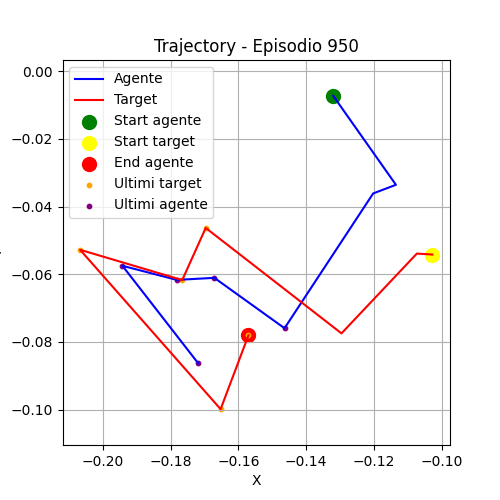 Trajectory - Episodio 950
Agente
Target
Start agente
Start target
End agente
Ultimi target
Ultimi agente
0.00
−0.02
−0.04
−0.06
−0.08
−0.10
−0.20
−0.18
−0.16
−0.14
−0.12
−0.10
X